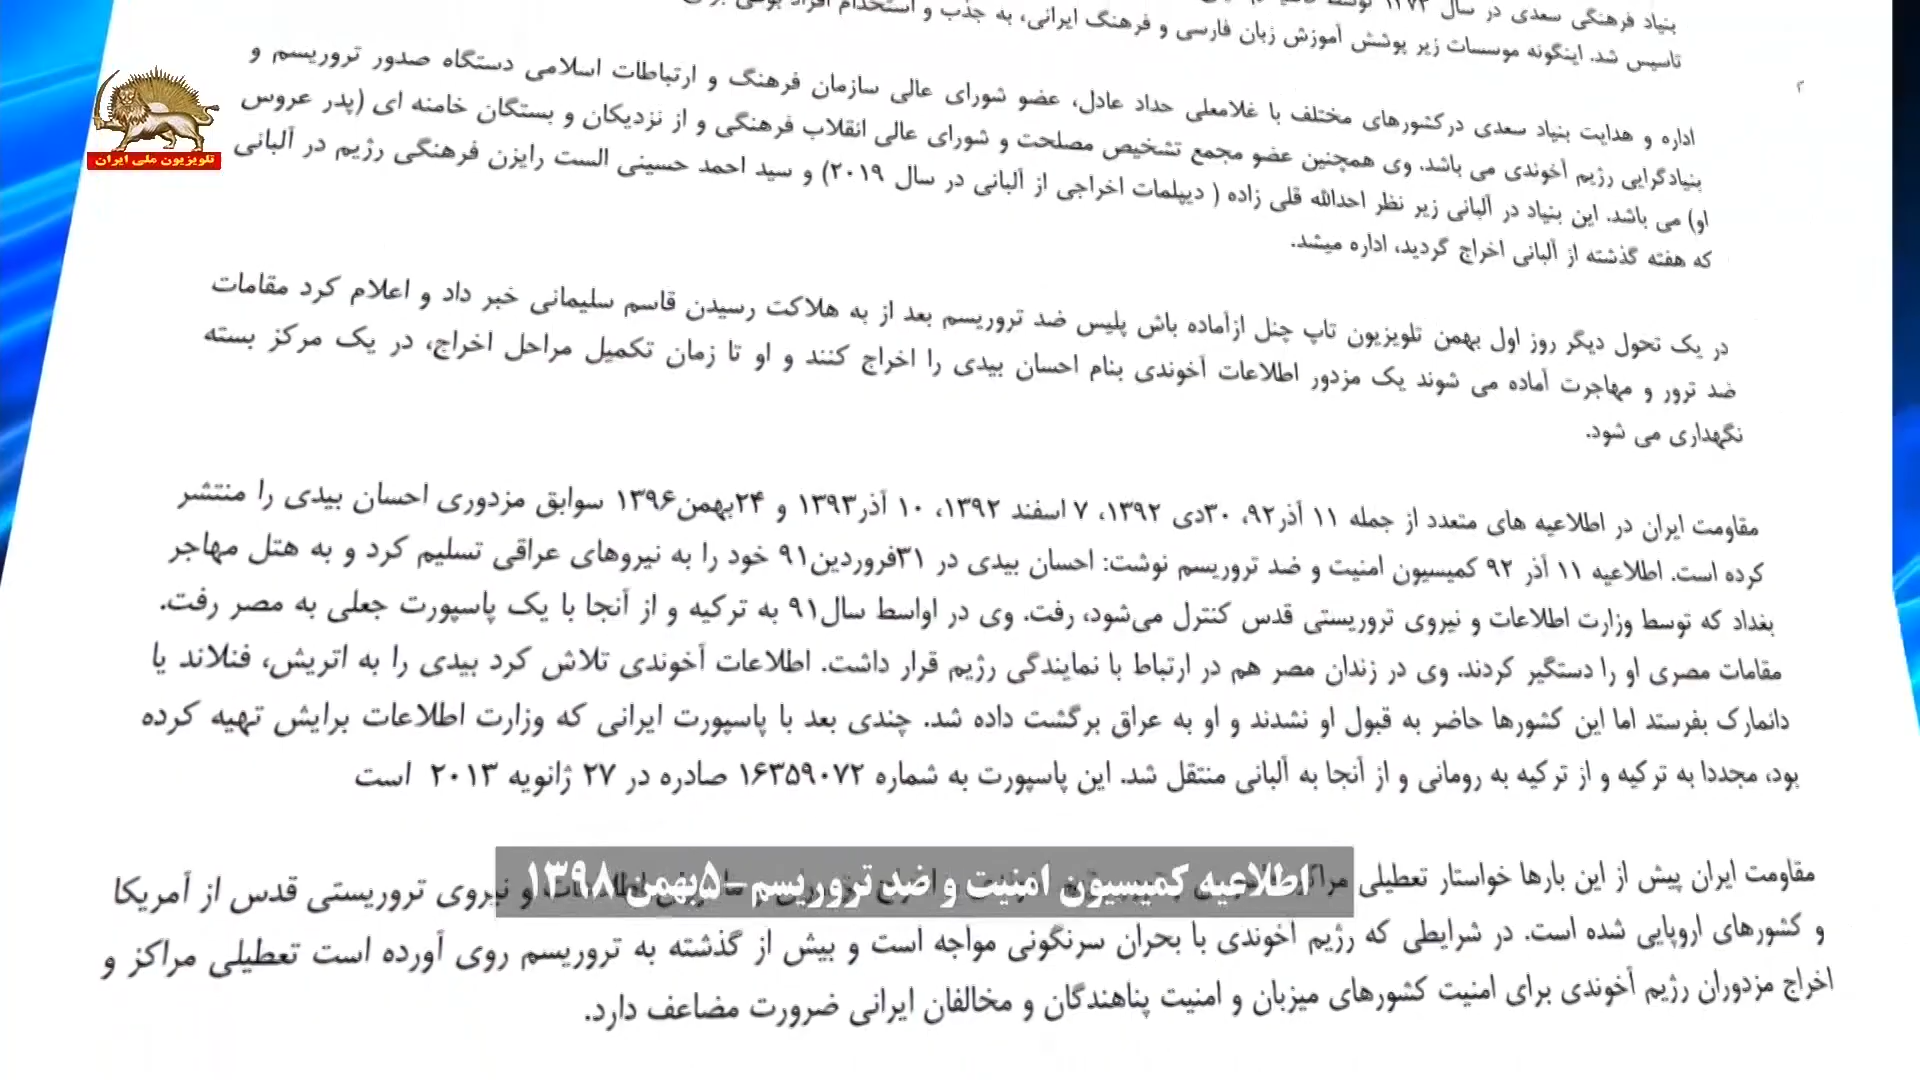 بنیاد فرهنگی سعدی در سال ۱۳۷۳ توسط
تاسیس شد. اینگونه موسسات زیر پوشش آموزش زبان فارسی و فرهنگ ایرانی، به جذب و استخدام افراد بومی برای
۲
اداره و هدایت بنیاد سعدی درکشورهای مختلف با غلامعلی حداد عادل، عضو شورای عالی سازمان فرهنگ و ارتباطات اسلامی دستگاه صدور تروریسم و
بنیادگرایی رژیم آخوندی می باشد. وی همچنین عضو مجمع تشخیص مصلحت و شورای عالی انقلاب فرهنگی و از نزدیکان و بستگان خامنه ای (پدر عروس
او) می باشد. این بنیاد در آلبانی زیر نظر احدالله قلی زاده ( دیپلمات اخراجی از آلبانی در سال ۲۰۱۹) و سید احمد حسینی الست رایزن فرهنگی رژیم در آلبانی
که هفته گذشته از آلبانی اخراج گردید، اداره میشد.
تلویزیون ملی ایران
در یک تحول دیگر روز اول بهمن تلویزیون تاپ چنل ازآماده باش پلیس ضد تروریسم بعد از به هلاکت رسیدن قاسم سلیمانی خبر داد و اعلام کرد مقامات
ضد ترور و مهاجرت آماده می شوند یک مزدور اطلاعات آخوندی بنام احسان بیدی را اخراج کنند و او تا زمان تکمیل مراحل اخراج، در یک مرکز بسته
نگهداری می شود.
مقاومت ایران در اطلاعیه های متعدد از جمله ۱۱ آذر۹۲، ۳۰دی ۱۳۹۲، ۷ اسفند ۱۳۹۲، ۱۰ آذر۱۳۹۳ و ۲۴بهمن۱۳۹۶ سوابق مزدوری احسان بیدی را منتشر
کرده است. اطلاعیه ۱۱ آذر ۹۲ کمیسیون امنیت و ضد تروریسم نوشت: احسان بیدی در ۳۱فروردین۹۱ خود را به نیروهای عراقی تسلیم کرد و به هتل مهاجر
بغداد که توسط وزارت اطلاعات و نیروی تروریستی قدس کنترل می‌شود، رفت. وی در اواسط سال۹۱ به ترکیه و از آنجا با یک پاسپورت جعلی به مصر رفت.
مقامات مصری او را دستگیر کردند. وی در زندان مصر هم در ارتباط با نمایندگی رژیم قرار داشت. اطلاعات آخوندی تلاش کرد بیدی را به اتریش، فنلاند یا
دانمارک بفرستد اما این کشورها حاضر به قبول او نشدند و او به عراق برگشت داده شد. چندی بعد با پاسپورت ایرانی که وزارت اطلاعات برایش تهیه کرده
بود، مجددا به ترکیه و از ترکیه به رومانی و از آنجا به آلبانی منتقل شد. این پاسپورت به شماره ۱۶۳۵۹۰۷۲ صادره در ۲۷ ژانویه ۲۰۱۳ است
مقاومت ایران پیش از این بارها خواستار تعطیلی و نیروی تروریستی قدس از آمریکا
اطلاعیه کمیسیون امنیت و ضد تروریسم-۵بهمن ۱۳۹۸
و کشورهای اروپایی شده است. در شرایطی که رژیم آخوندی با بحران سرنگونی مواجه است و بیش از گذشته به تروریسم روی آورده است تعطیلی مراکز و
اخراج مزدوران رژیم آخوندی برای امنیت کشورهای میزبان و امنیت پناهندگان و مخالفان ایرانی ضرورت مضاعف دارد.